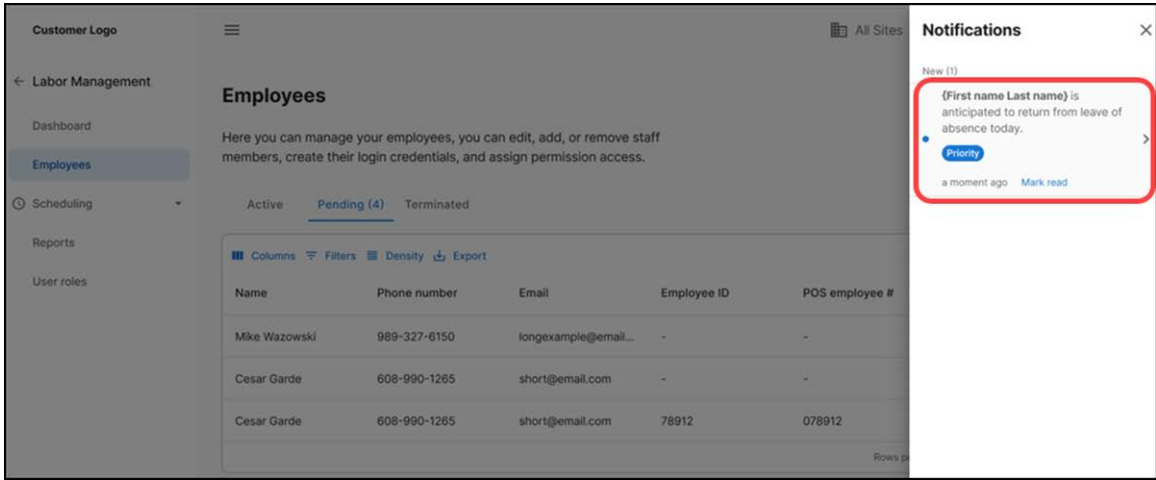 Customer Logo
All Sites
Notifications
Labor Management
New (1)
Employees
{First name Last name} is
anticipated to return from leave of
absence today.
Priority
a moment ago Mark read
Dashboard
Employees
Scheduling
Reports
User roles
Here you can manage your employees, you can edit, add, or remove staff
members, create their login credentials, and assign permission access.
Active Pending (4) Terminated
Columns Filters Density Export
Name Phone number Email Employee ID POS employee #
Mike Wazowski 989-327-6150 longexample@email... - -
Cesar Garde 608-990-1265 short@email.com - -
Cesar Garde 608-990-1265 short@email.com 78912 078912
Rows